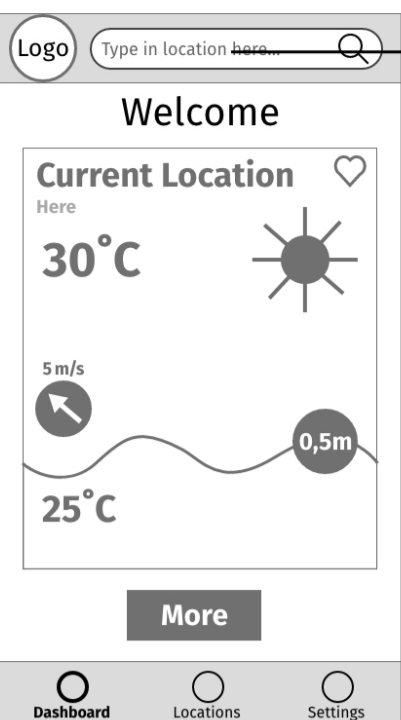 Logo
Type in location here...
Welcome
Current Location
Here
30°C
5 m/s
0,5m
25°C
More
Dashboard
Locations
Settings